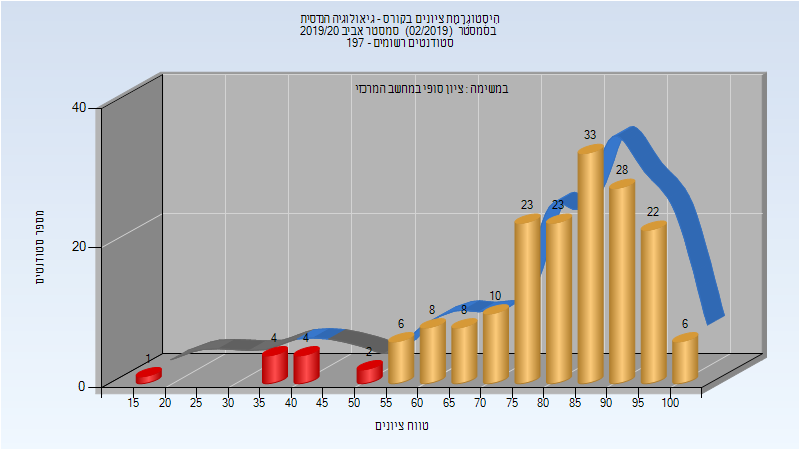 היסטוגרמת ציונים בקורס - גיאולוגיה הנדסית
בסמסטר (02/2019) סמסטר אביב 2019/20
סטודנטים רשומים - 197
במשימה : ציון סופי במחשב המרכזי
מספר סטודנטים
40
20
0
1
4
4
2
6
8
8
10
23
23
33
28
22
6
15 20 25 30 35 40 45 50 55 60 65 70 75 80 85 90 95 100
טווח ציונים